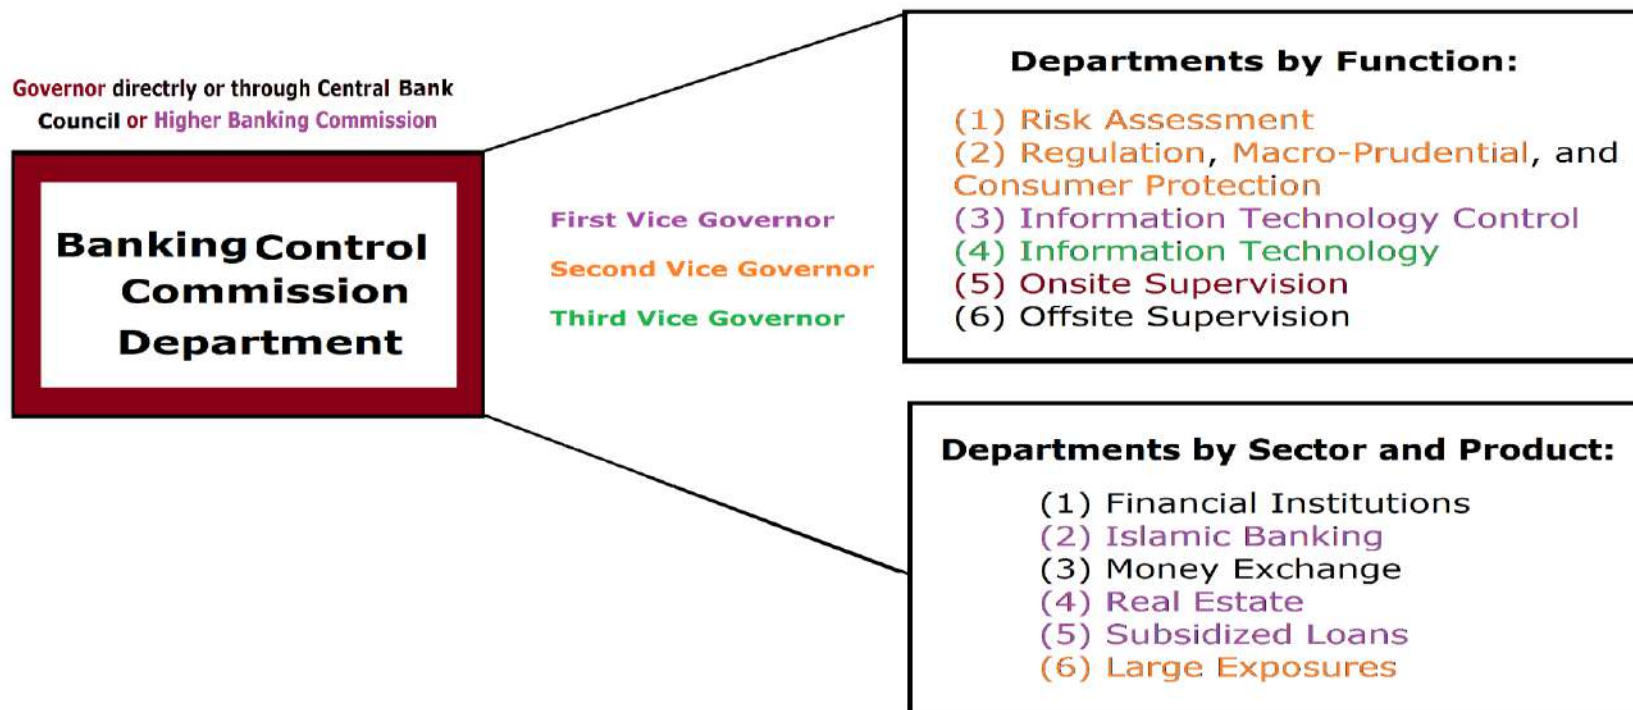 Governor directrly or through Central Bank
Council or Higher Banking Commission
Banking Control
Commission
Department
First Vice Governor
Second Vice Governor
Third Vice Governor
Departments by Function:
(1) Risk Assessment
(2) Regulation, Macro-Prudential, and
Consumer Protection
(3) Information Technology Control
(4) Information Technology
(5) Onsite Supervision
(6) Offsite Supervision
Departments by Sector and Product:
(1) Financial Institutions
(2) Islamic Banking
(3) Money Exchange
(4) Real Estate
(5) Subsidized Loans
(6) Large Exposures